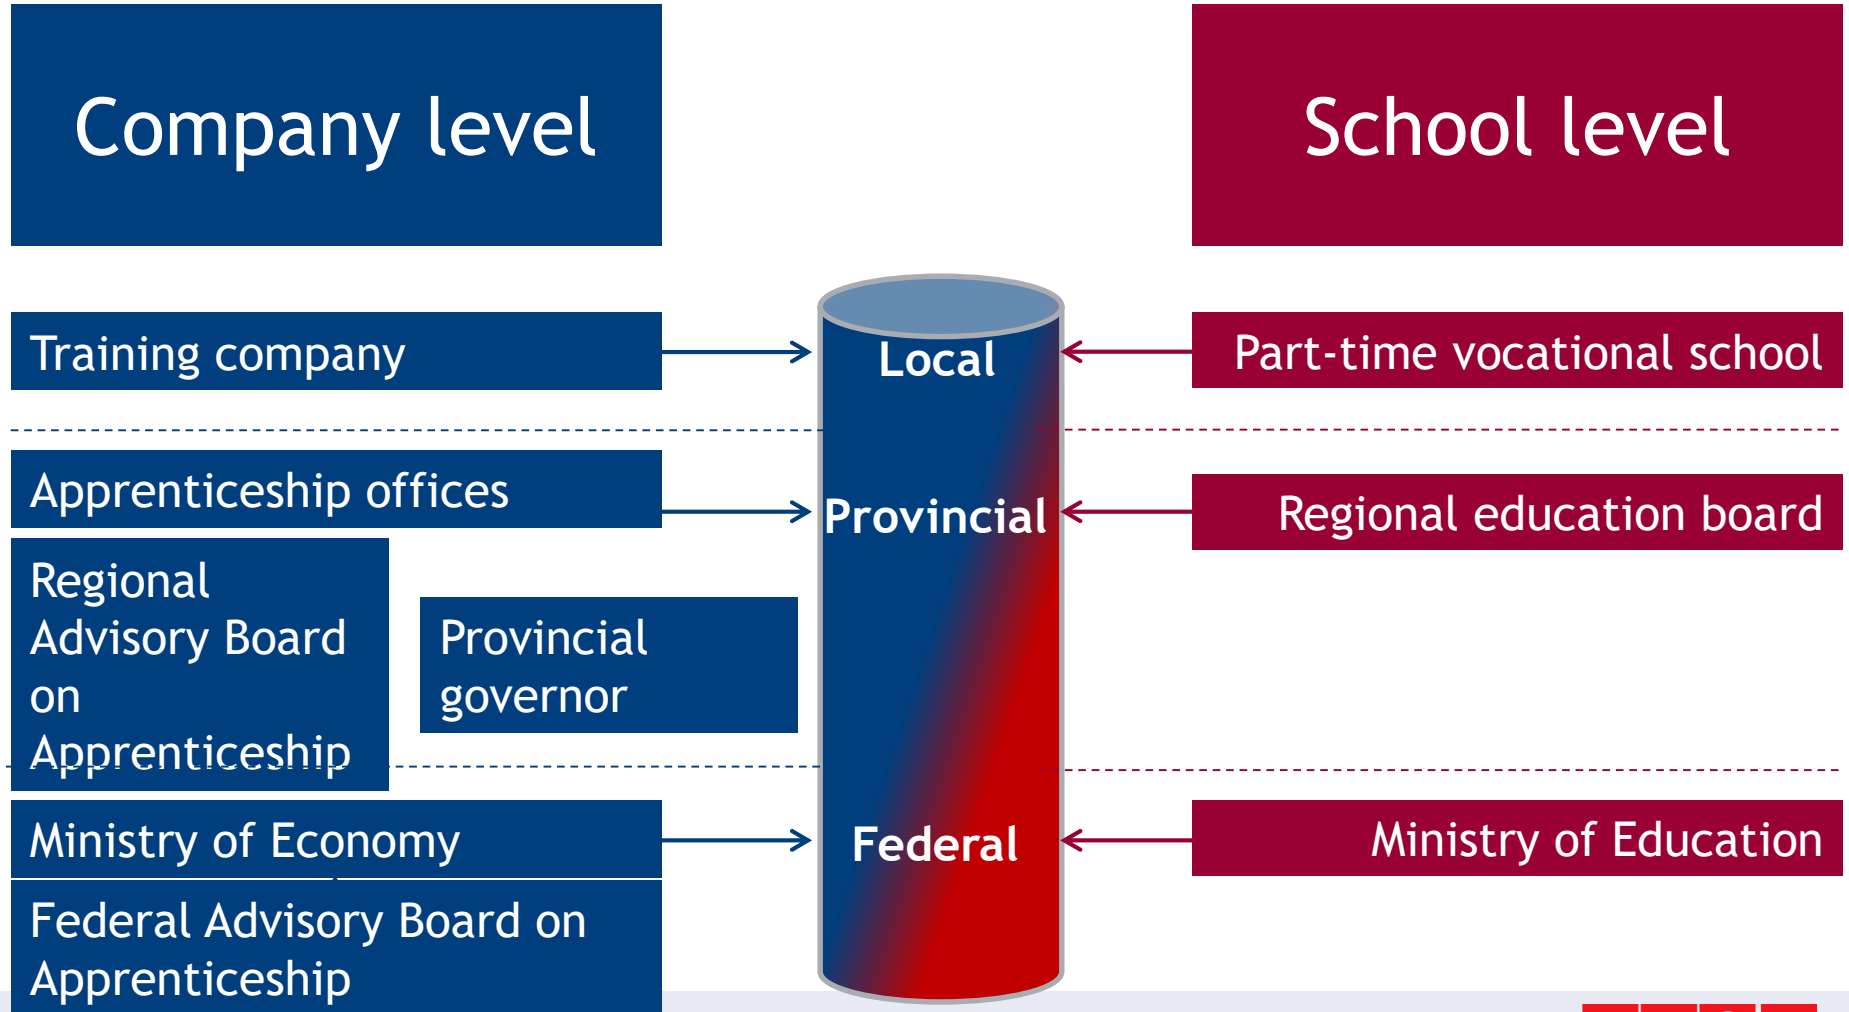 Company level
School level
Training company
Local
Part-time vocational school
Apprenticeship offices
Provincial
Regional education board
Regional
Advisory Board
on
Apprenticeship
Provincial
governor
Ministry of Economy
Federal
Ministry of Education
Federal Advisory Board on
Apprenticeship